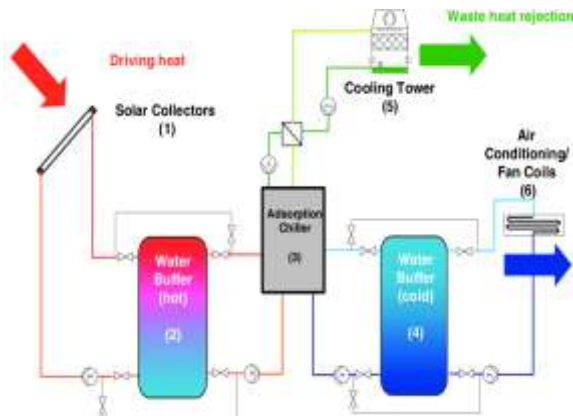 Driving heat
Waste heat rejection
Solar Collectors
(1)
Cooling Tower
(5)
Air
Conditioning/
Fan Coils
(6)
Adsorption
Chiller
(3)
Water
Buffer
(hot)
(2)
Water
Buffer
(cold)
(4)